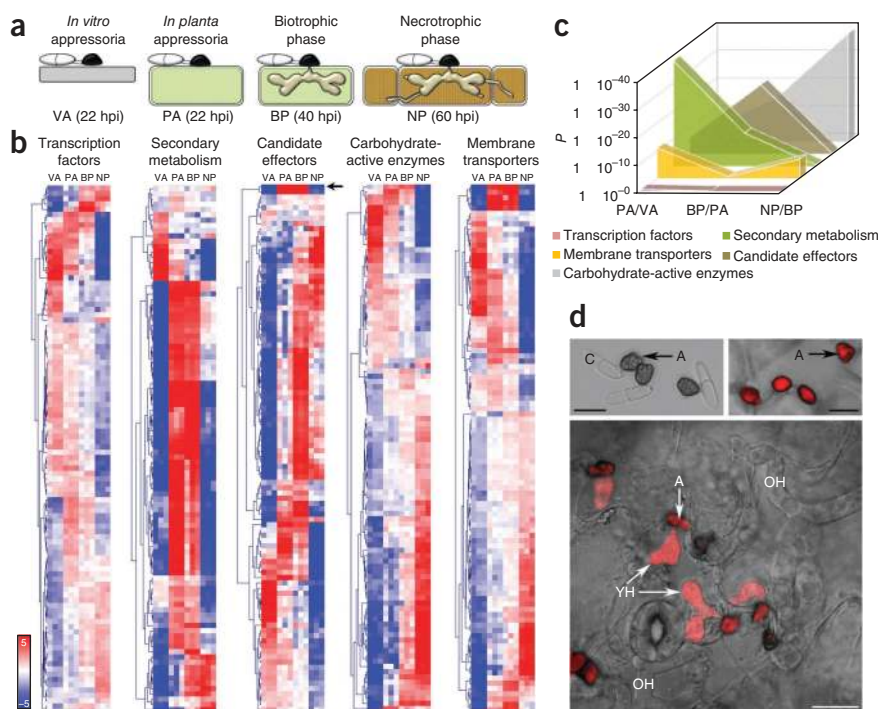 a
In vitro appressoria
In planta appressoria
Biotrophic phase
Necrotrophic phase
VA (22 hpi)
PA (22 hpi)
BP (40 hpi)
NP (60 hpi)
b
Transcription factors
Secondary metabolism
Candidate effectors
Carbohydrate-active enzymes
Membrane transporters
VA PA BP NP
VA PA BP NP
VA PA BP NP
VA PA BP NP
VA PA BP NP
5
−5
c
P
1 10–40
1 10–30
1 10–20
1 10–10
1 10–0
PA/VA BP/PA NP/BP
Transcription factors
Secondary metabolism
Membrane transporters
Candidate effectors
Carbohydrate-active enzymes
d
C A
A
A
OH
YH
OH